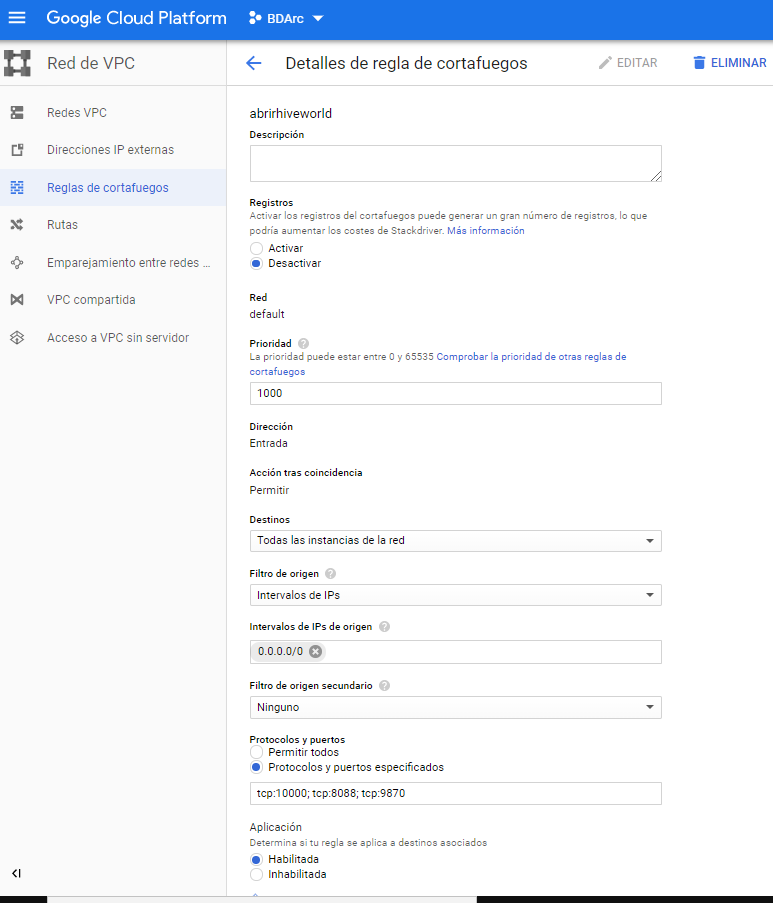 Google Cloud Platform
BDArc
Red de VPC
Detalles de regla de cortafuegos
EDITAR
ELIMINAR
Redes VPC
Direcciones IP externas
Reglas de cortafuegos
Rutas
Emparejamiento entre redes ...
VPC compartida
Acceso a VPC sin servidor
abrirhiveworld
Descripción
Registros
Activar los registros del cortafuegos puede generar un gran número de registros, lo que
podría aumentar los costes de Stackdriver. Más información
Activar
Desactivar
Red
default
Prioridad
La prioridad puede estar entre 0 y 65535 Comprobar la prioridad de otras reglas de
cortafuegos
1000
Dirección
Entrada
Acción tras coincidencia
Permitir
Destinos
Todas las instancias de la red
Filtro de origen
Intervalos de IPs
Intervalos de IPs de origen
0.0.0.0/0
Filtro de origen secundario
Ninguno
Protocolos y puertos
Permitir todos
Protocolos y puertos especificados
tcp:10000; tcp:8088; tcp:9870
Aplicación
Determina si tu regla se aplica a destinos asociados
Habilitada
Inhabilitada